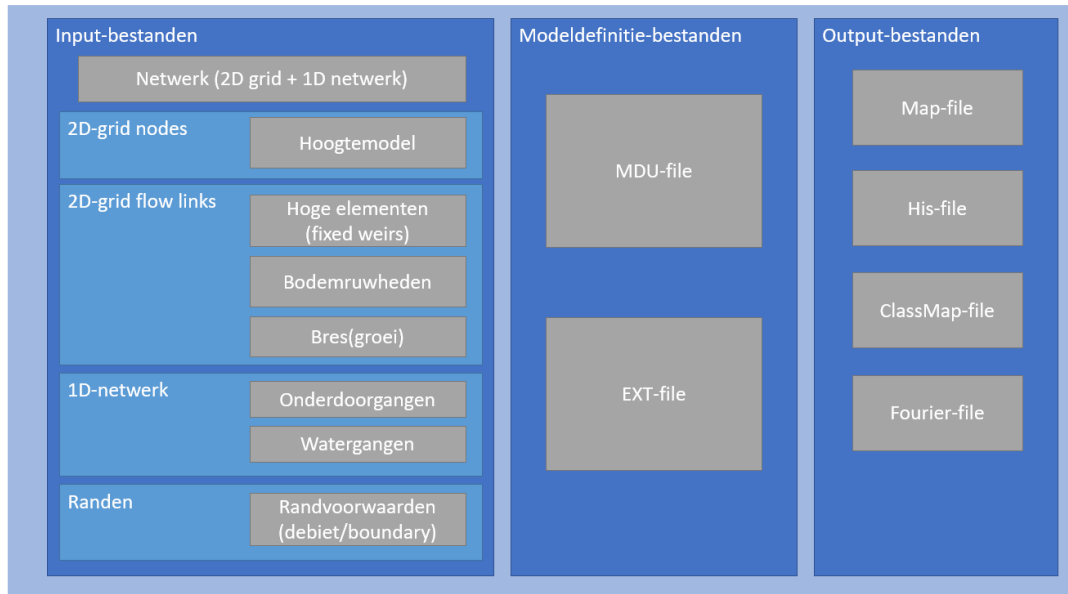 Input-bestanden
Netwerk (2D grid + 1D netwerk)
2D-grid nodes
Hoogtemodel
2D-grid flow links
Hoge elementen
(fixed weirs)
Bodemruwheden
Bres(groei)
1D-netwerk
Onderdoorgangen
Watergangen
Randen
Randvoorwaarden
(debiet/boundary)
Modeldefinitie-bestanden
MDU-file
EXT-file
Output-bestanden
Map-file
His-file
ClassMap-file
Fourier-file